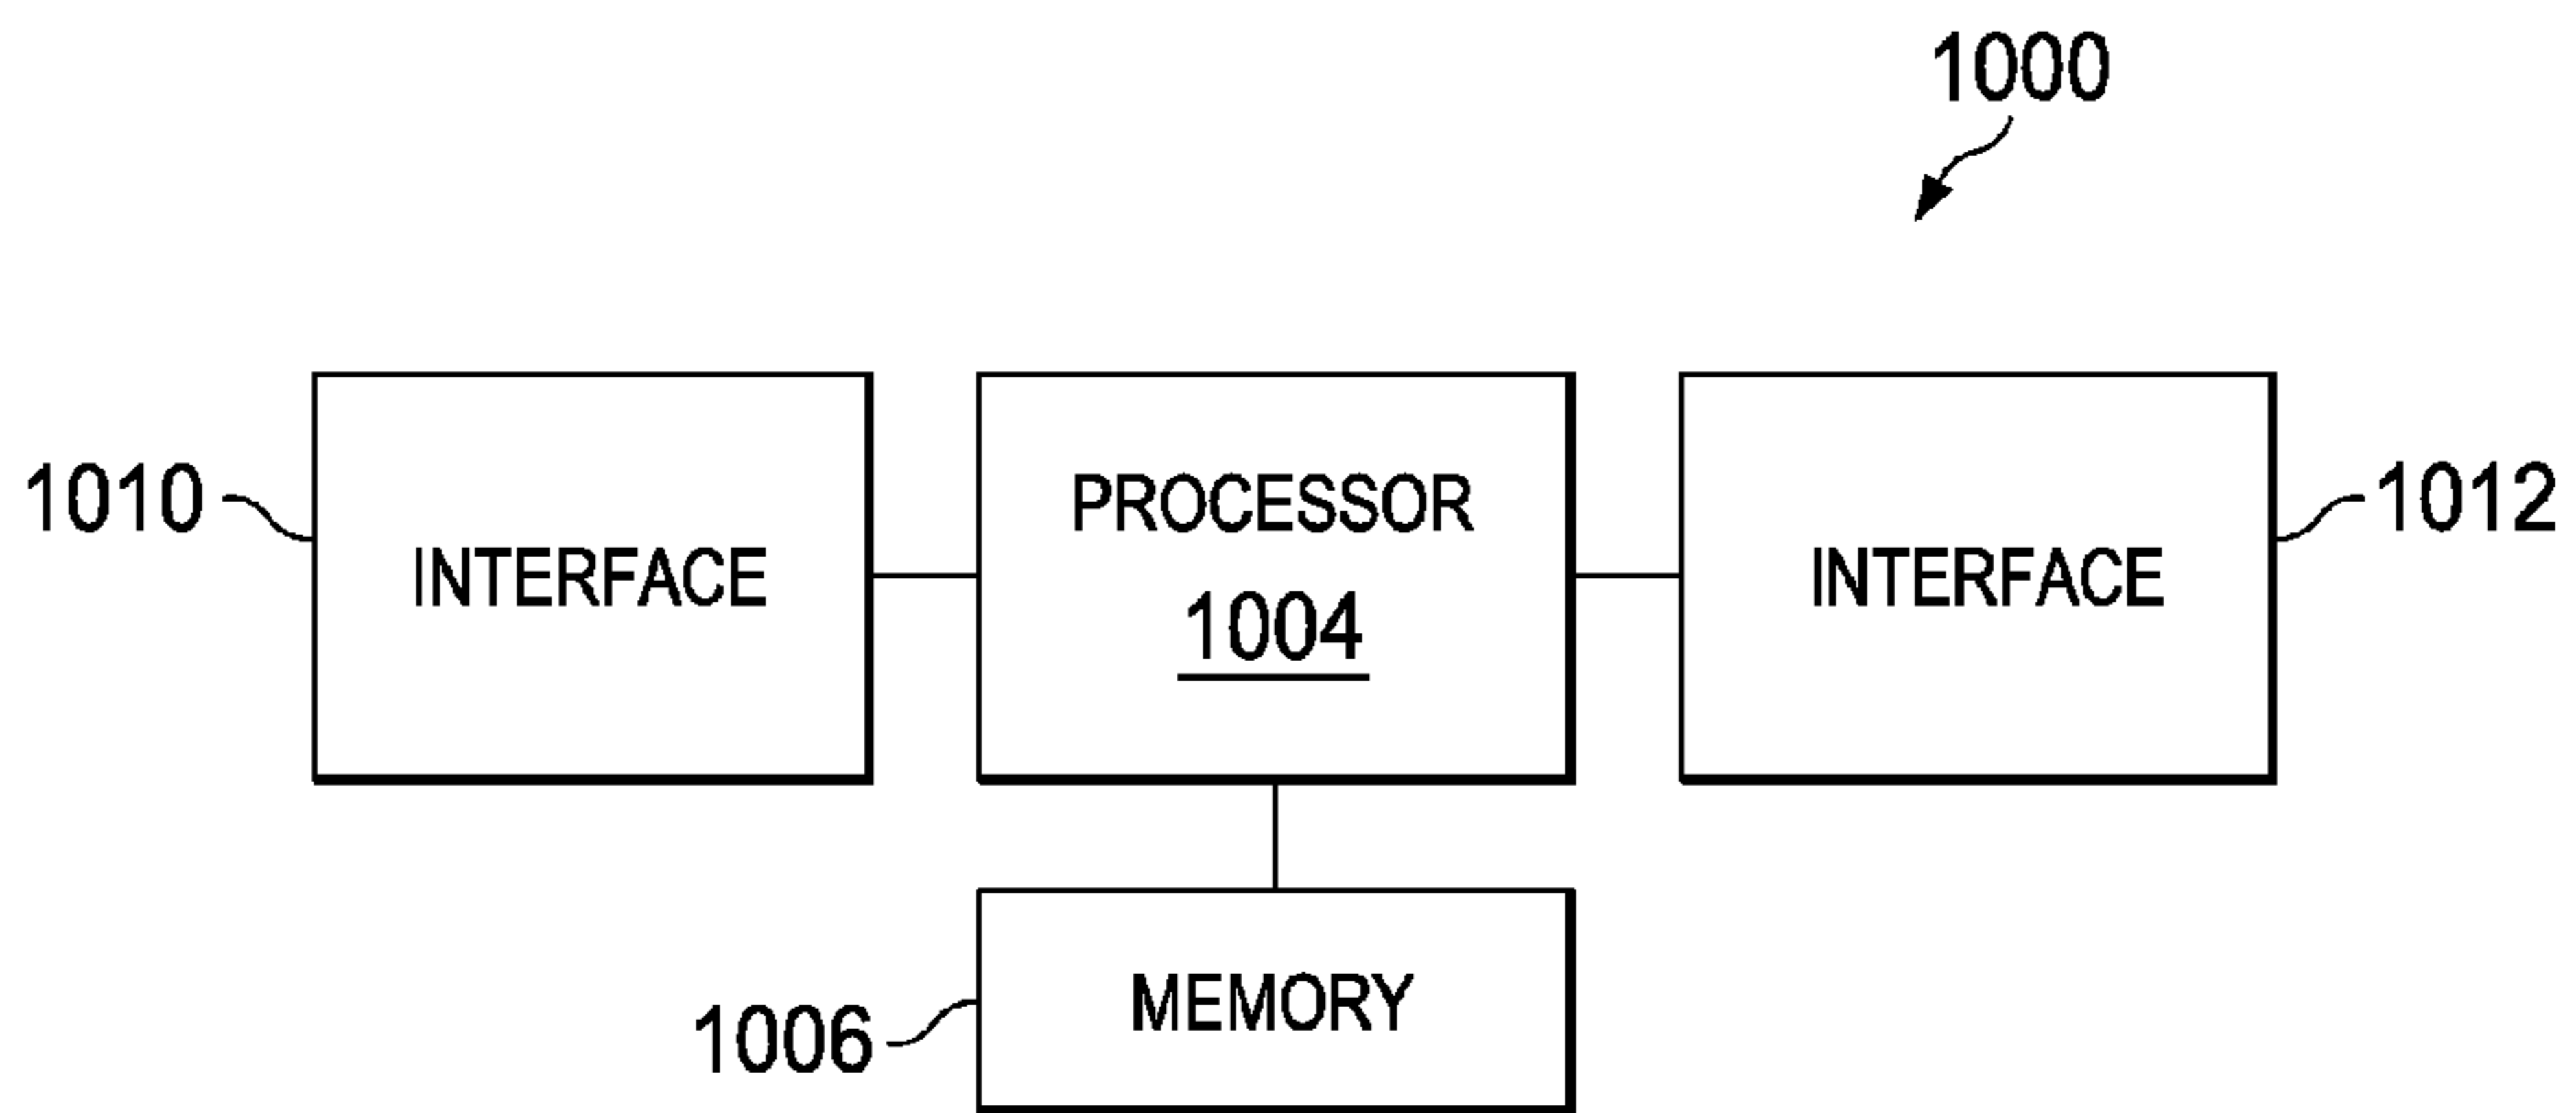 1000
1010
INTERFACE
PROCESSOR
1004
INTERFACE
1012
MEMORY
1006